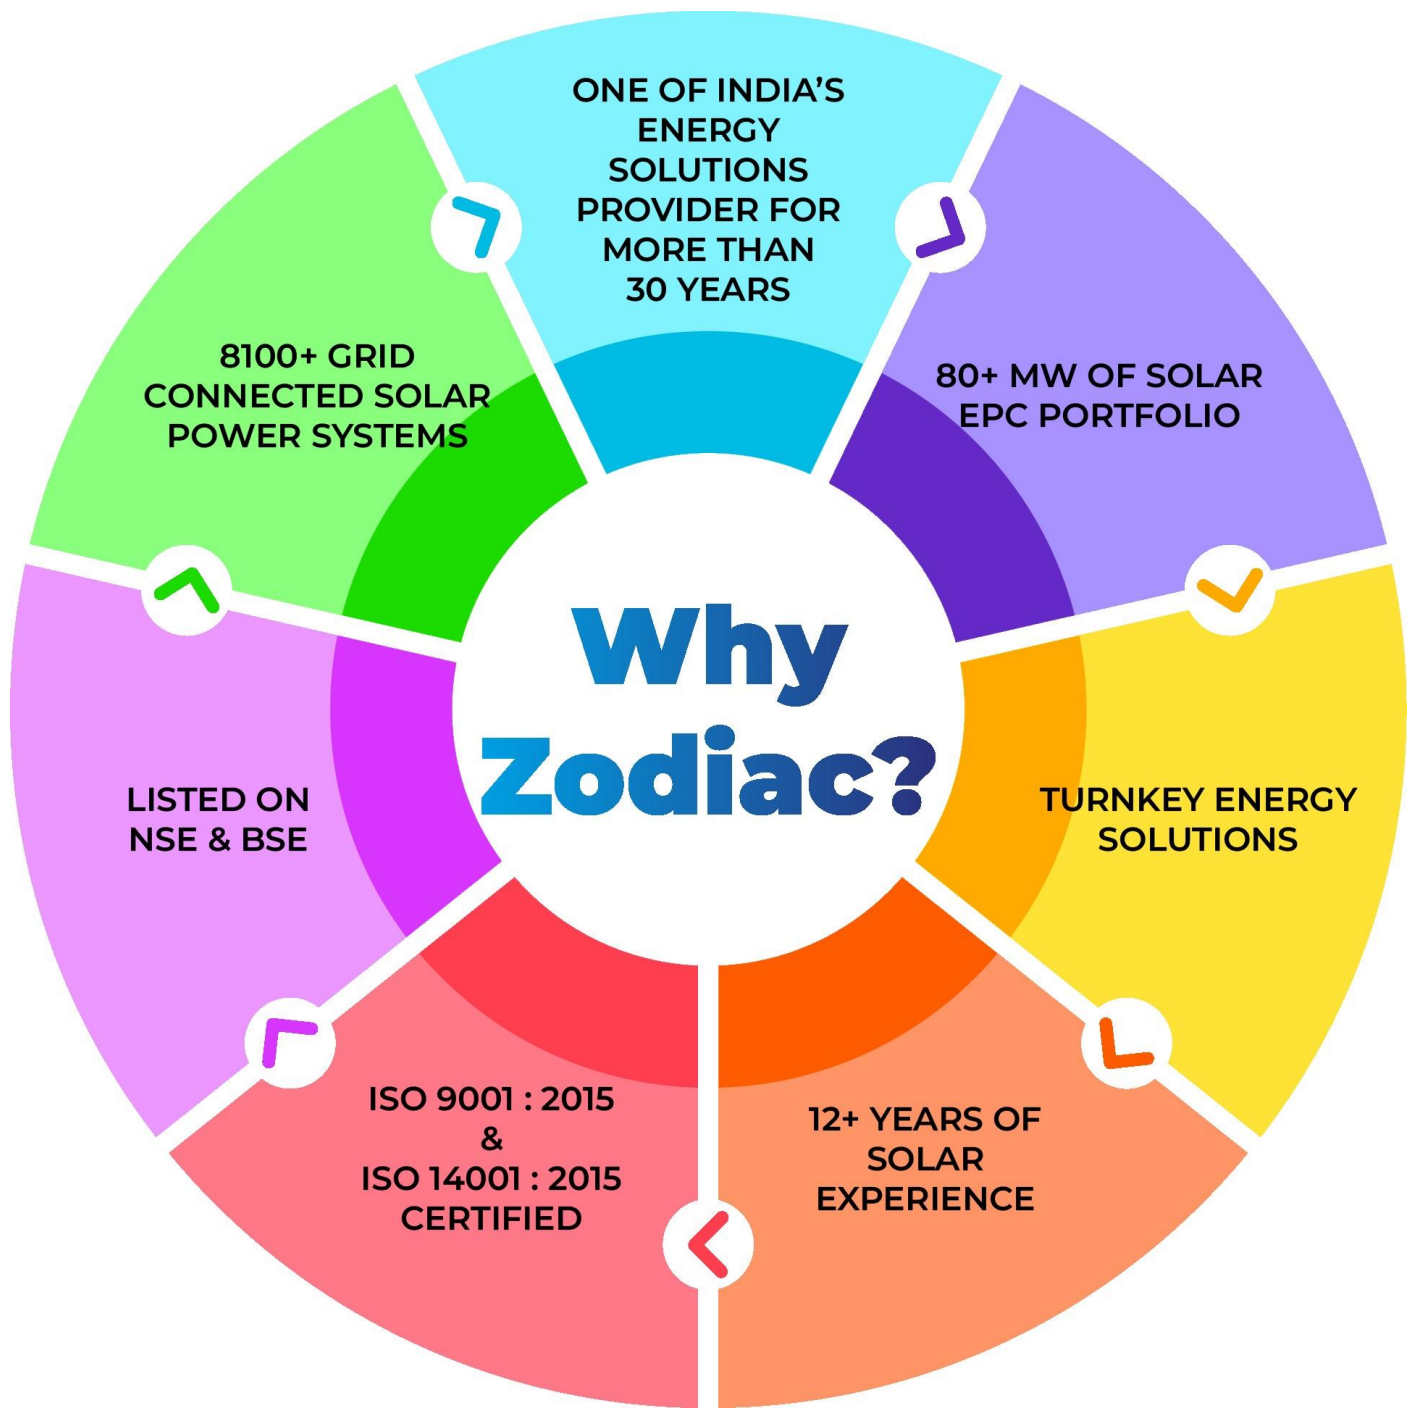 ONE OF INDIA’S
ENERGY
SOLUTIONS
PROVIDER FOR
MORE THAN
30 YEARS
80+ MW OF SOLAR
EPC PORTFOLIO
TURNKEY ENERGY
SOLUTIONS
12+ YEARS OF
SOLAR
EXPERIENCE
ISO 9001 : 2015
&
ISO 14001 : 2015
CERTIFIED
LISTED ON
NSE & BSE
8100+ GRID
CONNECTED SOLAR
POWER SYSTEMS
Why
Zodiac?